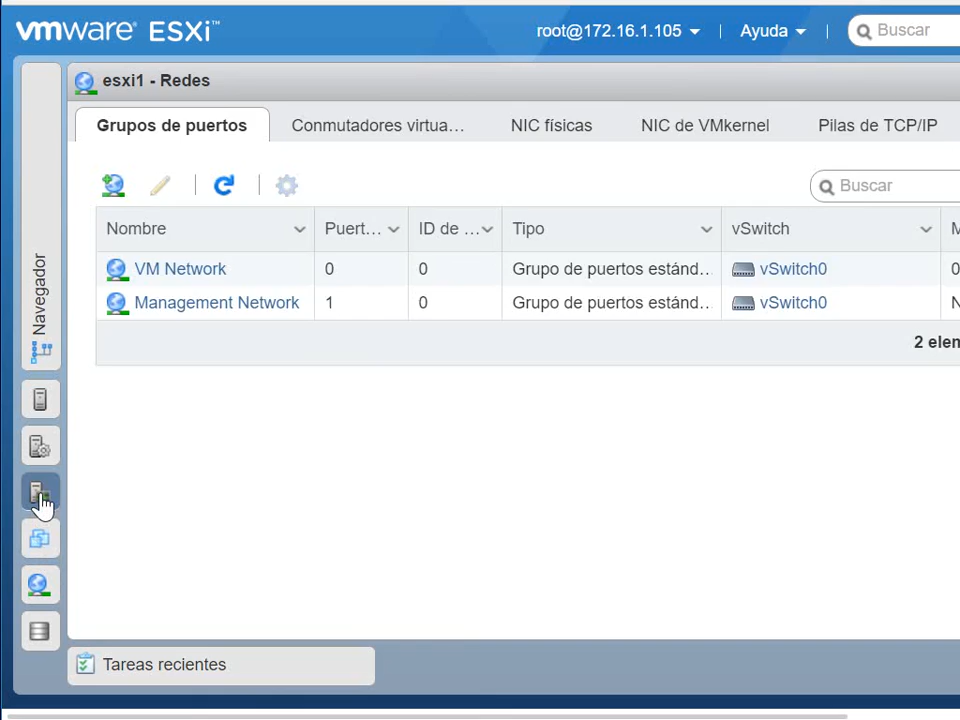 vmware® ESXi™
root@172.16.1.105
Ayuda
Buscar
esxi1 - Redes
Grupos de puertos
Conmutadores virtua...
NIC físicas
NIC de VMkernel
Pilas de TCP/IP
Navegador
Buscar
Nombre
Puert...
ID de ...
Tipo
vSwitch
VM Network
0
0
Grupo de puertos estánd...
vSwitch0
0
Management Network
1
0
Grupo de puertos estánd...
vSwitch0
N
2 elem
Tareas recientes